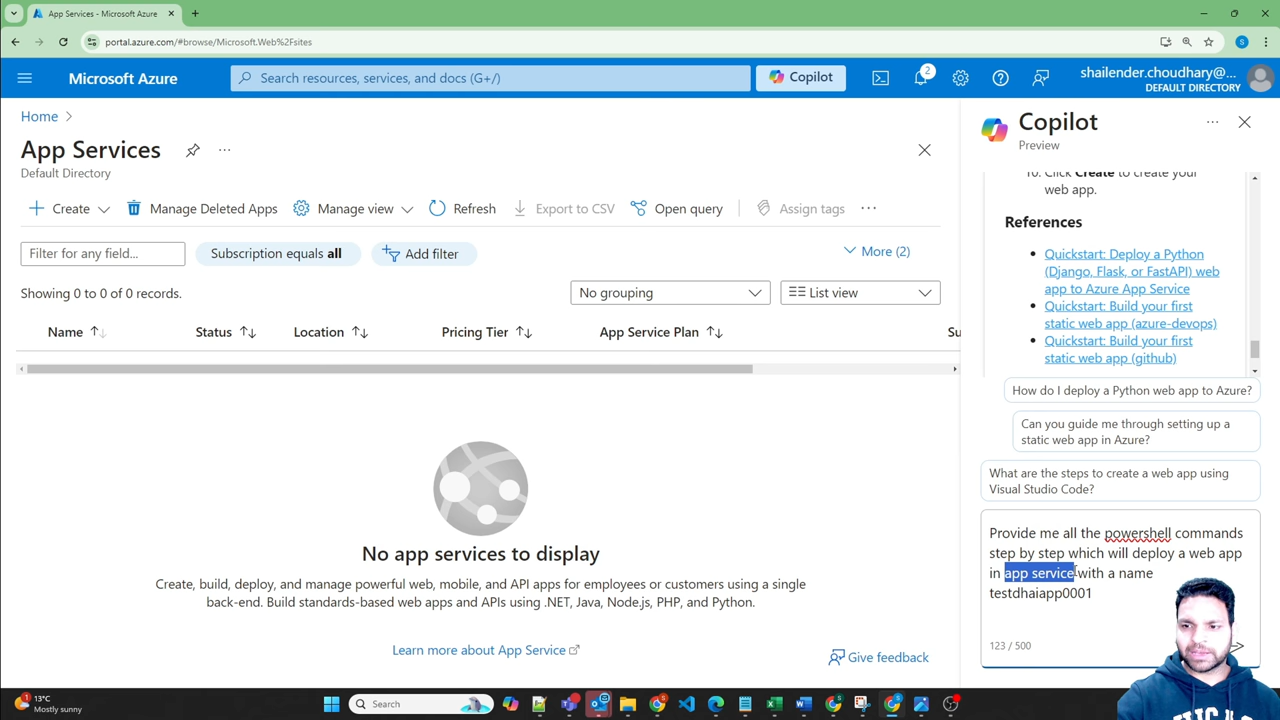 App Services - Microsoft Azure
portal.azure.com/#browse/Microsoft.Web%2Fsites
S
Microsoft Azure
Search resources, services, and docs (G+/)
Copilot
2
shailender.choudhary@...
DEFAULT DIRECTORY
Home
App Services
Default Directory
Create
Manage Deleted Apps
Manage view
Refresh
Export to CSV
Open query
Assign tags
Filter for any field...
Subscription equals all
Add filter
More (2)
Showing 0 to 0 of 0 records.
No grouping
List view
Name
Status
Location
Pricing Tier
App Service Plan
Su
No app services to display
Create, build, deploy, and manage powerful web, mobile, and API apps for employees or customers using a single
back-end. Build standards-based web apps and APIs using .NET, Java, Node.js, PHP, and Python.
Learn more about App Service
Give feedback
Copilot
Preview
10. Click Create to create your
web app.
References
Quickstart: Deploy a Python
(Django, Flask, or FastAPI) web
app to Azure App Service
Quickstart: Build your first
static web app (azure-devops)
Quickstart: Build your first
static web app (github)
How do I deploy a Python web app to Azure?
Can you guide me through setting up a
static web app in Azure?
What are the steps to create a web app using
Visual Studio Code?
Provide me all the powershell commands
step by step which will deploy a web app
in app service with a name
testdhaiapp0001
123 / 500
1
13°C
Mostly sunny
Search